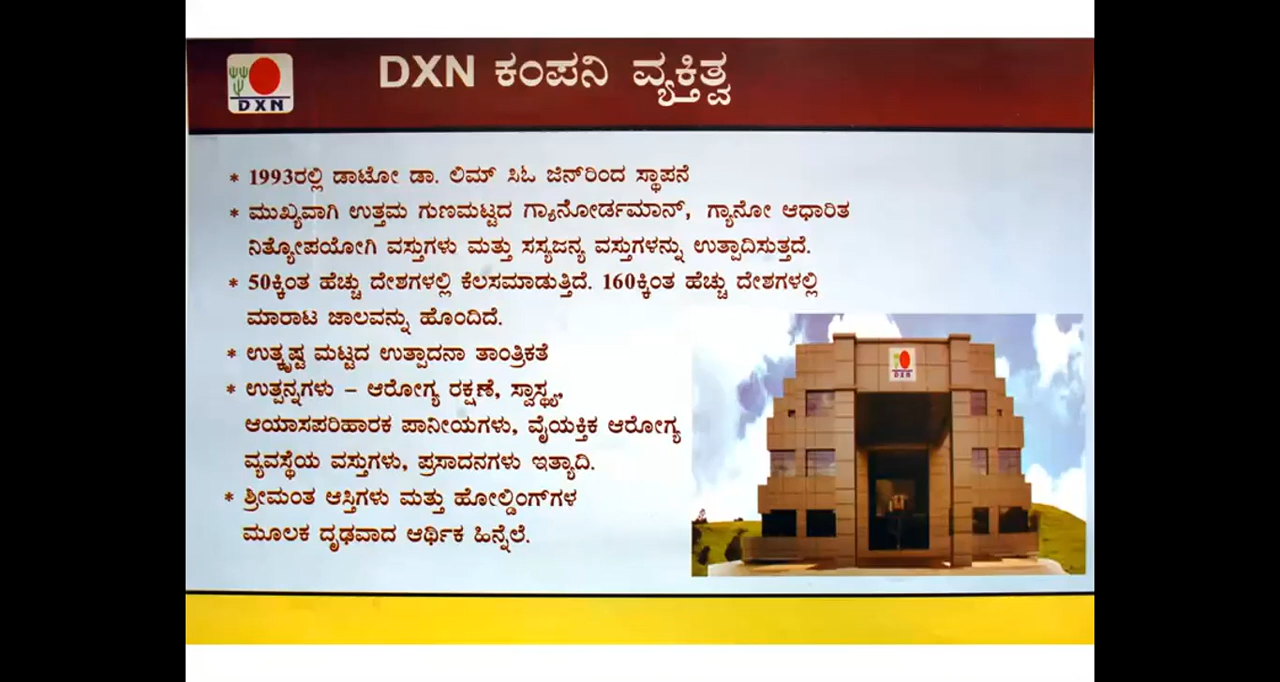 DXN ಕಂಪನಿ ವ್ಯಕ್ತಿತ್ವ
DXN
* 1993ರಲ್ಲಿ ಡಾಟೋ ಡಾ. ಲಿಮ್ ಸಿಓ ಜಿನ್‌ರಿಂದ ಸ್ಥಾಪನೆ
* ಮುಖ್ಯವಾಗಿ ಉತ್ತಮ ಗುಣಮಟ್ಟದ ಗ್ಯಾನೋರ್ಡಮಾನ್, ಗ್ಯಾನೋ ಆಧಾರಿತ
ನಿತ್ಯೋಪಯೋಗಿ ವಸ್ತುಗಳು ಮತ್ತು ಸಸ್ಯಜನ್ಯ ವಸ್ತುಗಳನ್ನು ಉತ್ಪಾದಿಸುತ್ತದೆ.
* 50ಕ್ಕಿಂತ ಹೆಚ್ಚು ದೇಶಗಳಲ್ಲಿ ಕೆಲಸಮಾಡುತ್ತಿದೆ. 160ಕ್ಕಿಂತ ಹೆಚ್ಚು ದೇಶಗಳಲ್ಲಿ
ಮಾರಾಟ ಜಾಲವನ್ನು ಹೊಂದಿದೆ.
* ಉತ್ಕೃಷ್ಟ ಮಟ್ಟದ ಉತ್ಪಾದನಾ ತಾಂತ್ರಿಕತೆ
* ಉತ್ಪನ್ನಗಳು – ಆರೋಗ್ಯ ರಕ್ಷಣೆ, ಸ್ವಾಸ್ಥ್ಯ,
ಆಯಾಸಪರಿಹಾರಕ ಪಾನೀಯಗಳು, ವೈಯಕ್ತಿಕ ಆರೋಗ್ಯ
ವ್ಯವಸ್ಥೆಯ ವಸ್ತುಗಳು, ಪ್ರಸಾದನಗಳು ಇತ್ಯಾದಿ.
* ಶ್ರೀಮಂತ ಆಸ್ತಿಗಳು ಮತ್ತು ಹೋಲ್ಡಿಂಗ್‌ಗಳ
ಮೂಲಕ ದೃಢವಾದ ಆರ್ಥಿಕ ಹಿನ್ನೆಲೆ.
DXN